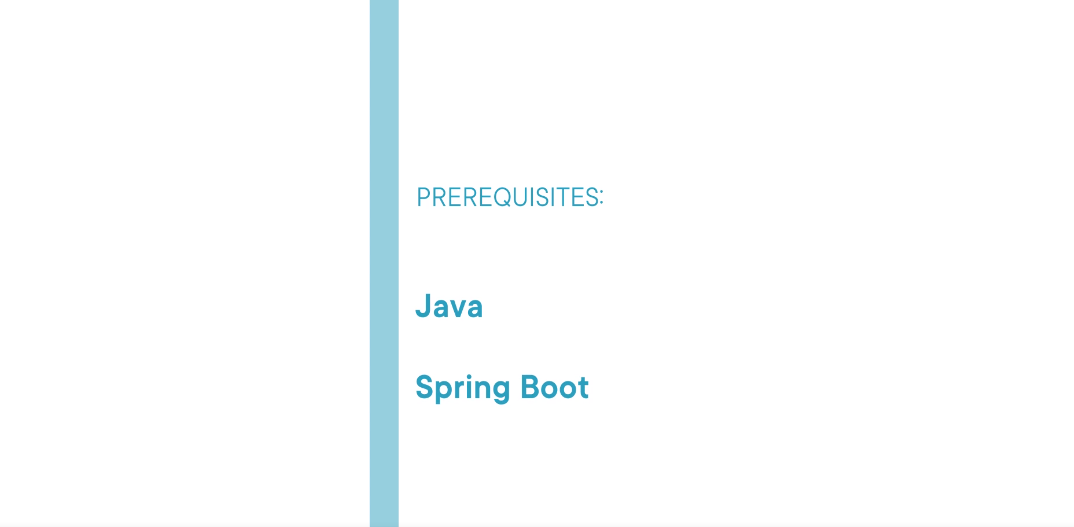 PREREQUISITES:
Java
Spring Boot